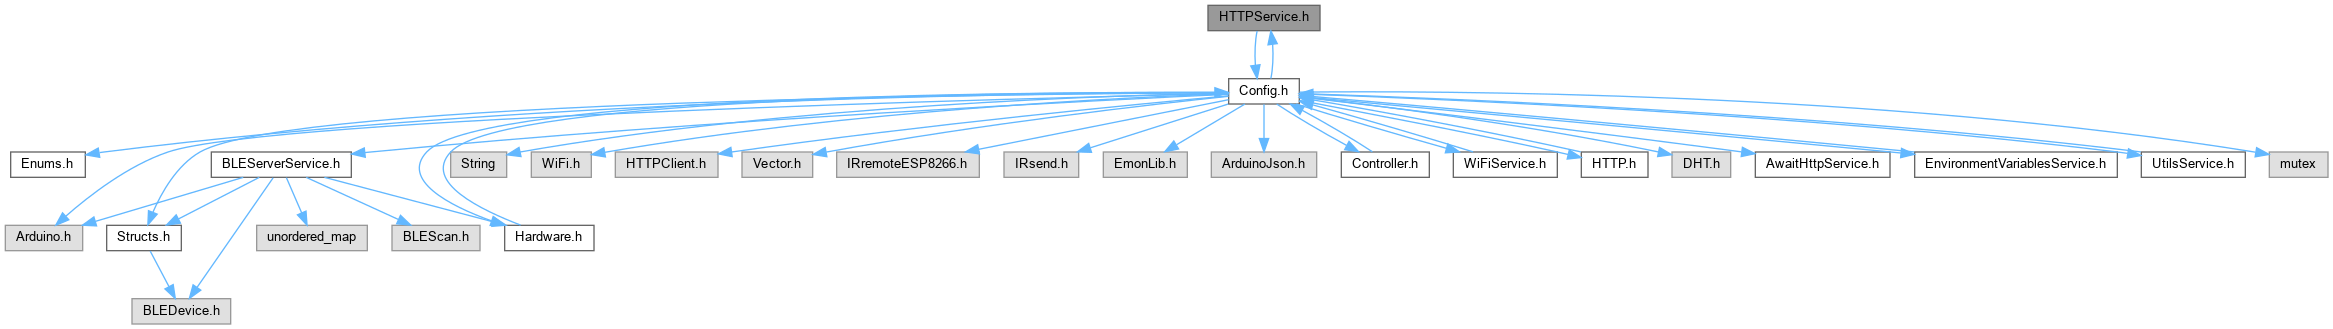 HTTPService.h
Config.h
Enums.h
BLEServerService.h
String
WiFi.h
HTTPClient.h
Vector.h
IRremoteESP8266.h
IRsend.h
EmonLib.h
ArduinoJson.h
Controller.h
WiFiService.h
HTTP.h
DHT.h
AwaitHttpService.h
EnvironmentVariablesService.h
UtilsService.h
mutex
Arduino.h
Structs.h
unordered_map
BLEScan.h
Hardware.h
BLEDevice.h